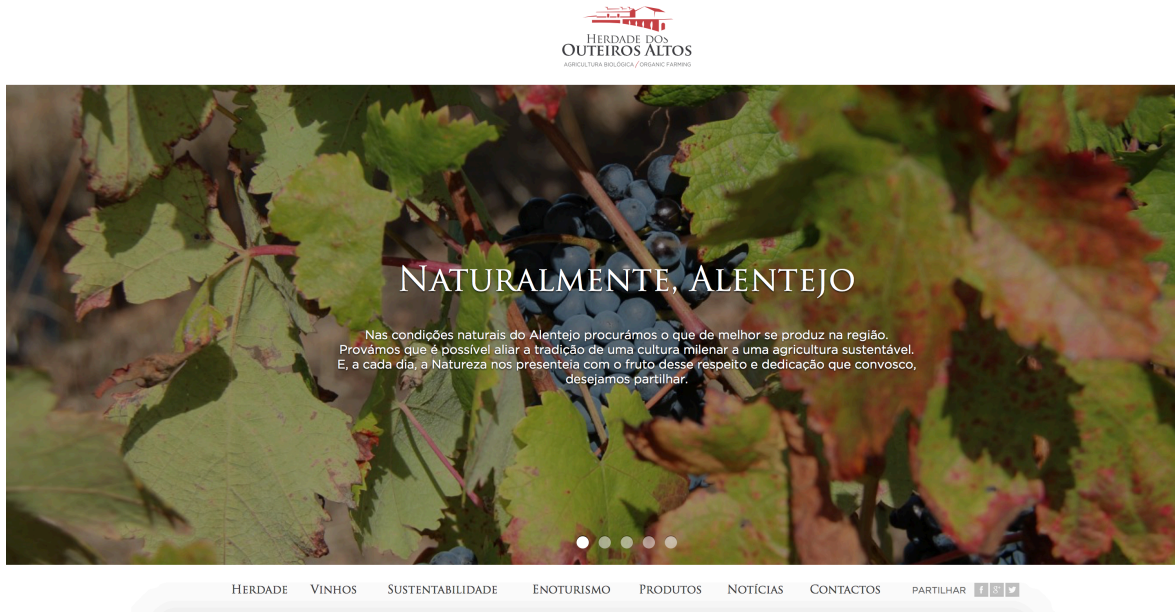 HERDADE DOS
OUTEIROS ALTOS
AGRICULTURA BIOLÓGICA / ORGANIC FARMING
NATURALMENTE, ALENTEJO
Nas condições naturais do Alentejo procurámos o que de melhor se produz na região.
Provámos que é possível aliar a tradição de uma cultura milenar a uma agricultura sustentável.
E, a cada dia, a Natureza nos presenteia com o fruto desse respeito e dedicação que convosco,
desejamos partilhar.
HERDADE VINHOS SUSTENTABILIDADE ENOTURISMO PRODUTOS NOTÍCIAS CONTACTOS PARTILHAR